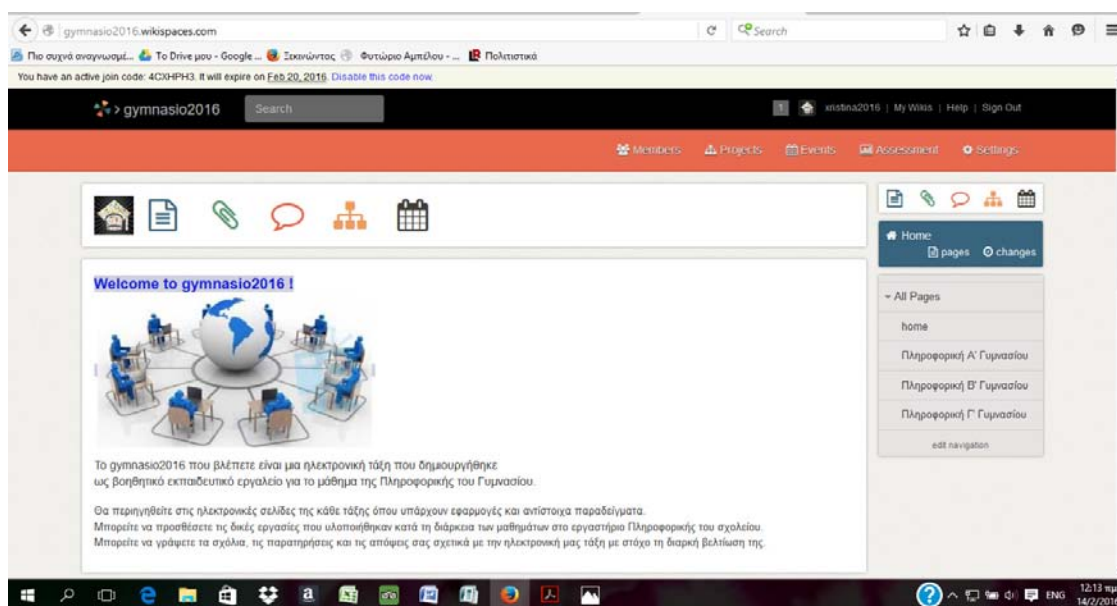 gymnasio2016.wikispaces.com
Search
Πιο συχνά αναγνωσμέ...
Το Drive μου - Google ...
Ξεκινώντας
Φυτώριο Αμπέλου - ...
Πολιτιστικά
You have an active join code: 4CXHPH3. It will expire on Feb 20, 2016. Disable this code now.
gymnasio2016
Search
1
xristina2016 | My Wikis | Help | Sign Out
Members
Projects
Events
Assessment
Settings
Home
pages
changes
Welcome to gymnasio2016 !
All Pages
home
Πληροφορική Α' Γυμνασίου
Πληροφορική Β' Γυμνασίου
Πληροφορική Γ' Γυμνασίου
edit navigation
Το gymnasio2016 που βλέπετε είναι μια ηλεκτρονική τάξη που δημιουργήθηκε
ως βοηθητικό εκπαιδευτικό εργαλείο για το μάθημα της Πληροφορικής του Γυμνασίου.
Θα περιηγηθείτε στις ηλεκτρονικές σελίδες της κάθε τάξης όπου υπάρχουν εφαρμογές και αντίστοιχα παραδείγματα.
Μπορείτε να προσθέσετε τις δικές εργασίες που υλοποιήθηκαν κατά τη διάρκεια των μαθημάτων στο εργαστήριο Πληροφορικής του σχολείου.
Μπορείτε να γράψετε τα σχόλια, τις παρατηρήσεις και τις απόψεις σας σχετικά με την ηλεκτρονική μας τάξη με στόχο τη διαρκή βελτίωση της.
ENG
12:13 πμ
14/2/2016